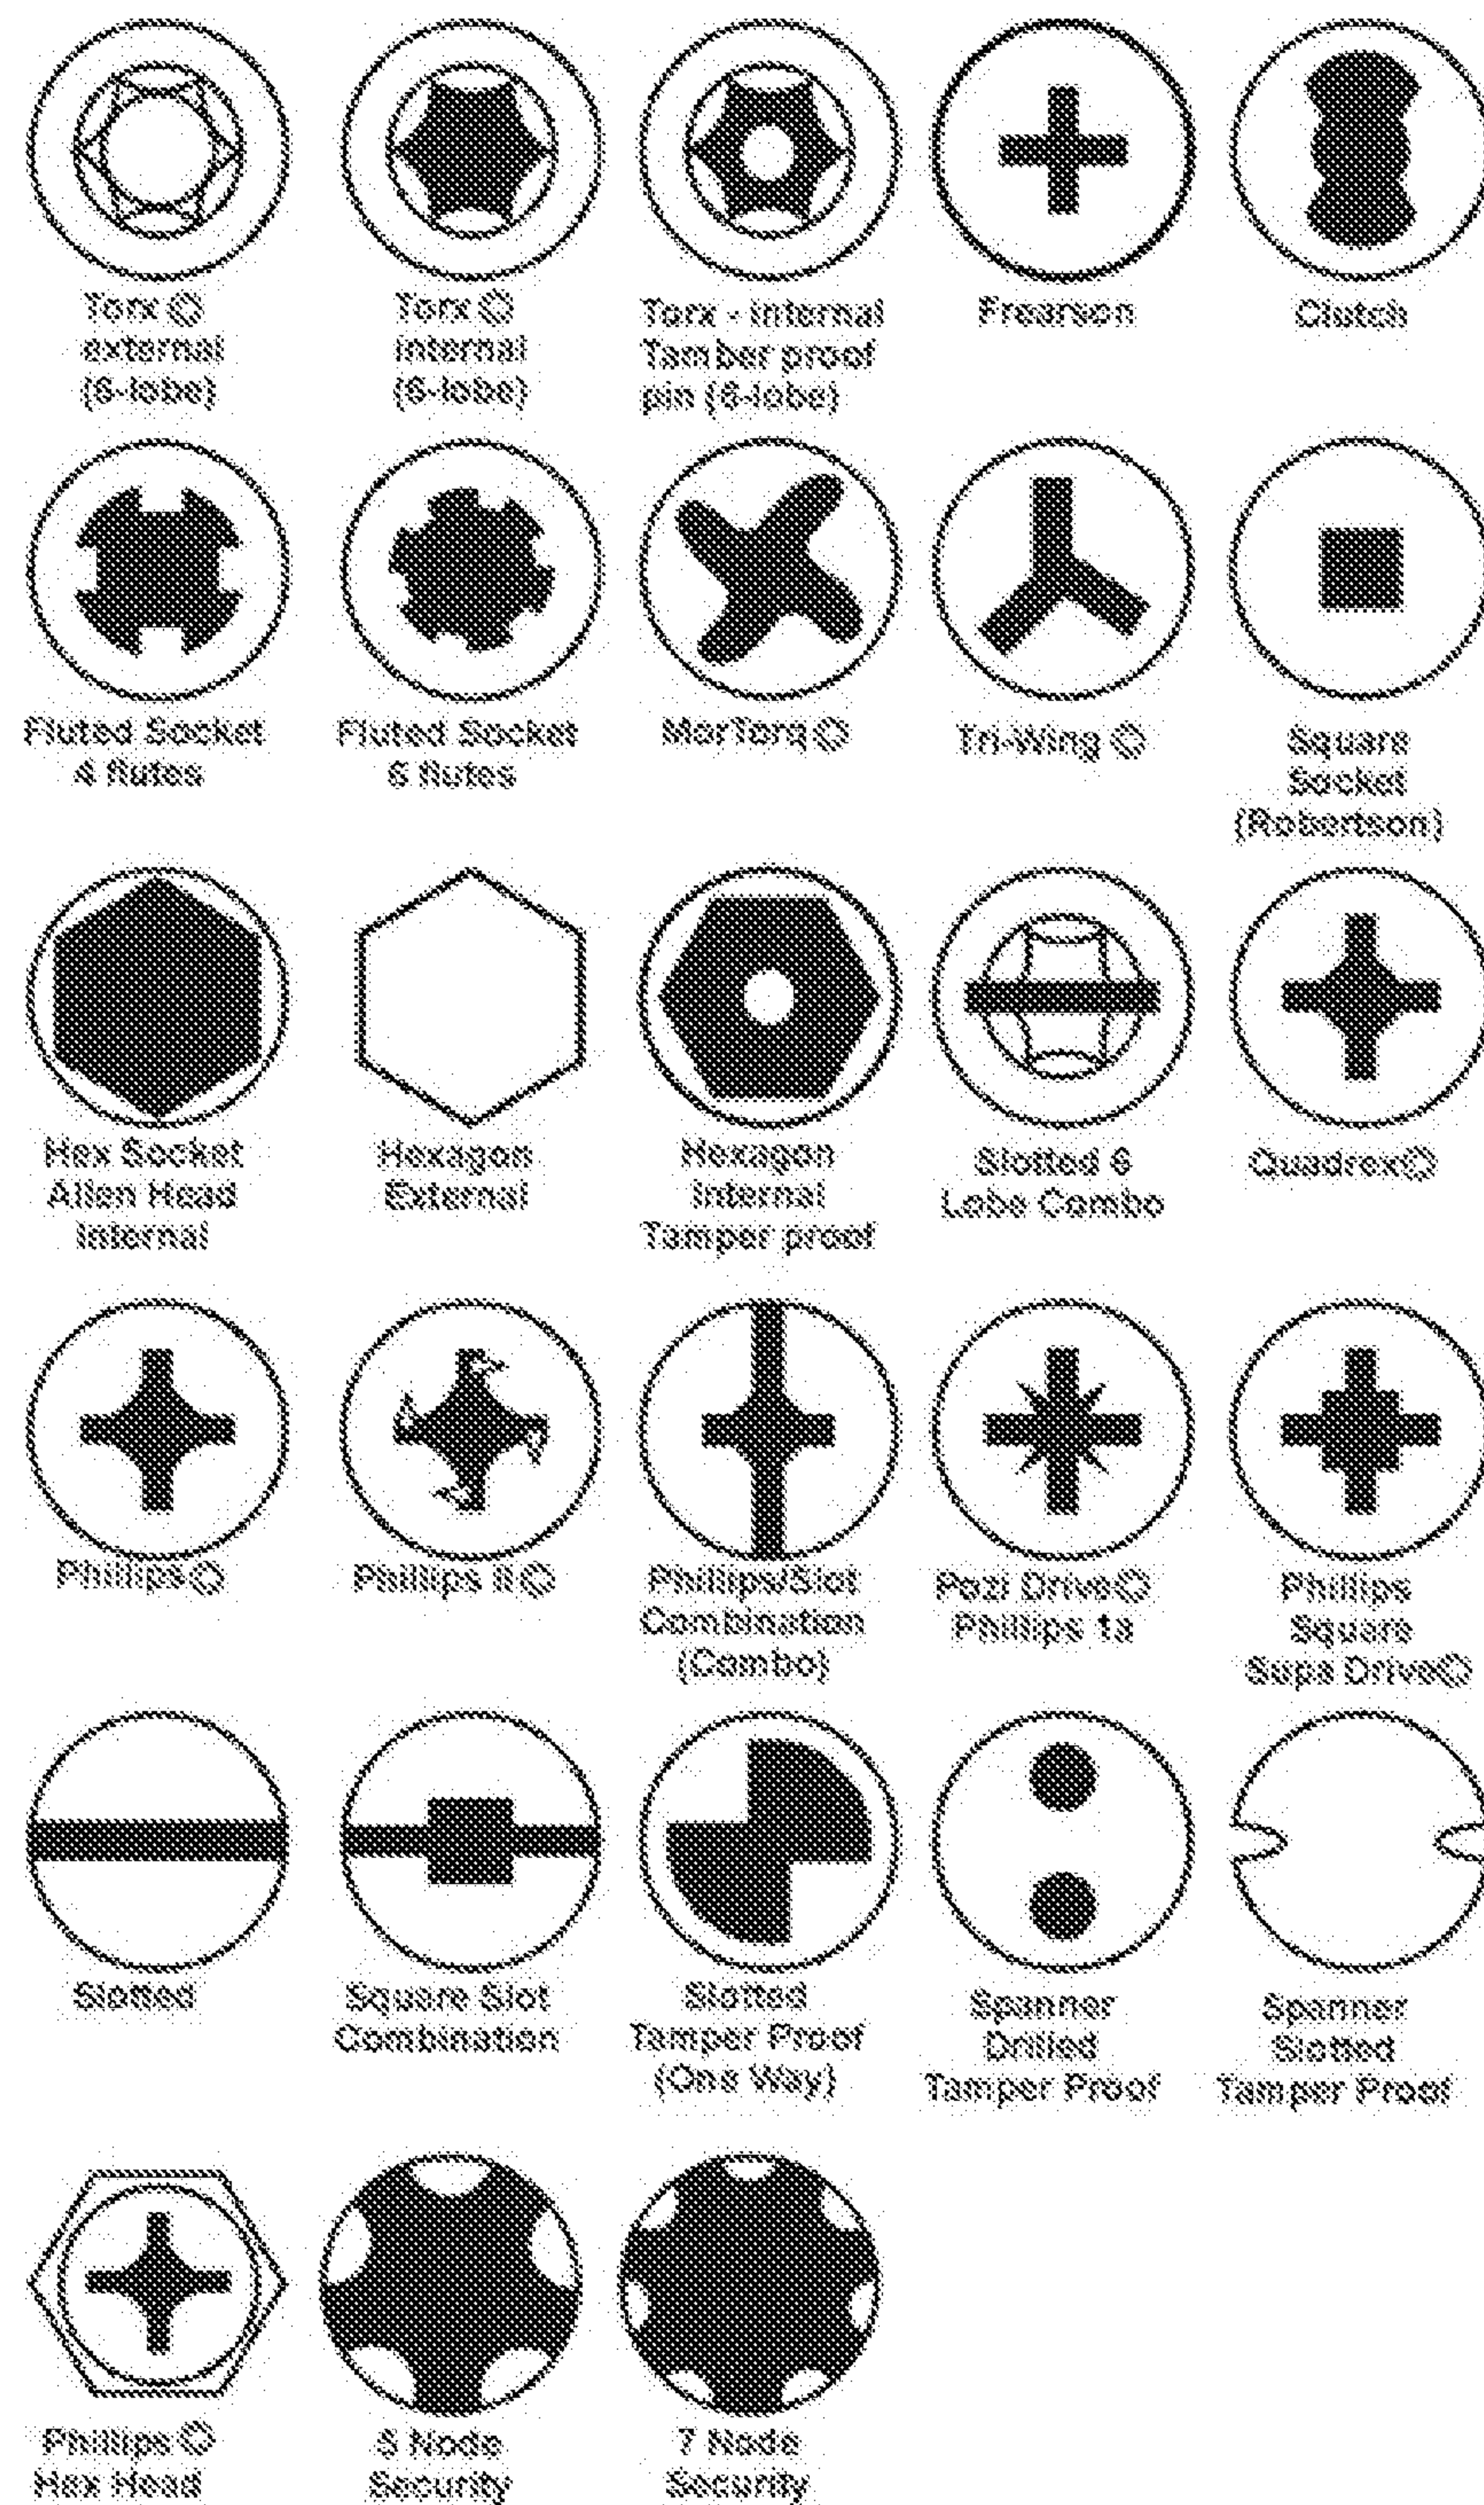 Torx ©
external
(6-lobe)
Torx ©
internal
(6-lobe)
Torx - internal
Tamber proof
pin (6-lobe)
Frearson
Clutch
Fluted Socket
4 flutes
Fluted Socket
6 flutes
MorTorq©
Tri-Wing ©
Square
Socket
(Robertson)
Hex Socket
Allen Head
Internal
Hexagon
External
Hexagon
Internal
Tamper proof
Slotted 6
Lobe Combo
Quadrex©
Phillips©
Phillips II©
Phillips/Slot
Combination
(Combo)
Pozi Drive©
Phillips 1a
Phillips
Square
Supa Drive©
Slotted
Square Slot
Combination
Slotted
Tamper Proof
(One Way)
Spanner
Drilled
Tamper Proof
Spanner
Slotted
Tamper Proof
Phillips ©
Hex Head
5 Node
Security
7 Node
Security